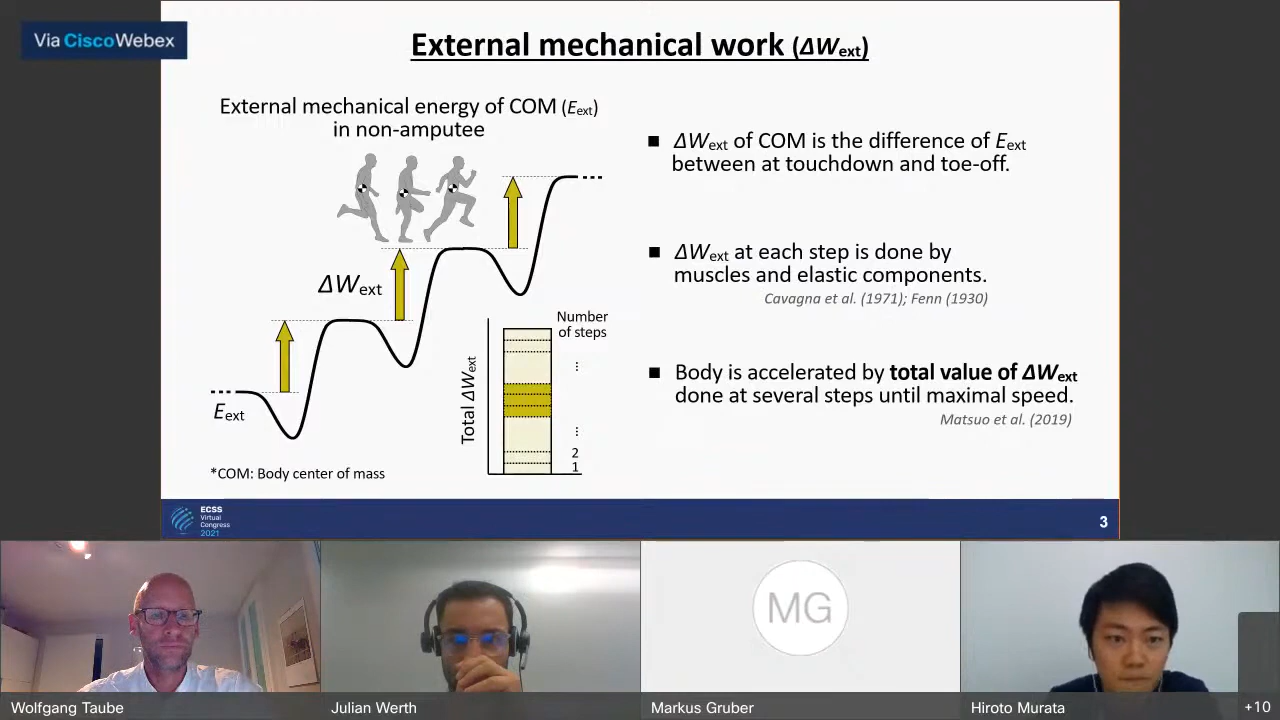 Via CiscoWebex
External mechanical work (ΔWext)
External mechanical energy of COM (Eext)
in non-amputee
ΔWext
Eext
Number
of steps
Total ΔWext
⋮
⋮
2
1
*COM: Body center of mass
■ ΔWext of COM is the difference of Eext
between at touchdown and toe-off.
■ ΔWext at each step is done by
muscles and elastic components.
Cavagna et al. (1971); Fenn (1930)
■ Body is accelerated by total value of ΔWext
done at several steps until maximal speed.
Matsuo et al. (2019)
ECSS
Virtual
Congress
2021
3
MG
Wolfgang Taube
Julian Werth
Markus Gruber
Hiroto Murata
+10